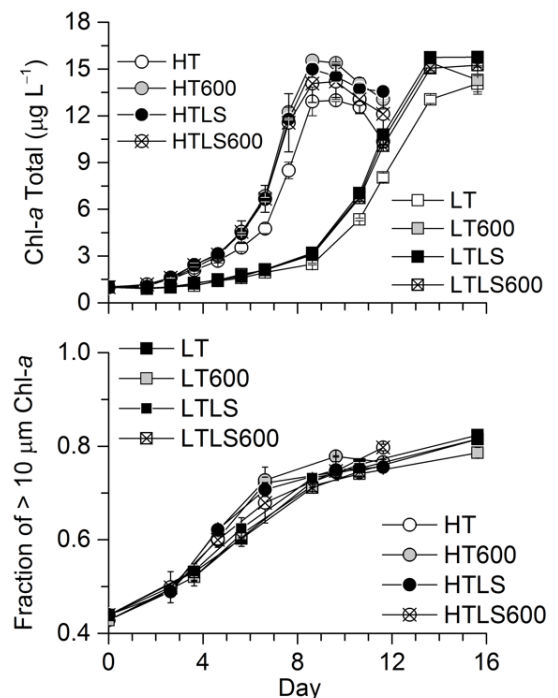 18
15
12
9
6
3
0
Chl-a Total (μg L⁻¹)
HT
HT600
HTLS
HTLS600
LT
LT600
LTLS
LTLS600
1.0
0.8
0.6
0.4
Fraction of > 10 μm Chl-a
LT
LT600
LTLS
LTLS600
HT
HT600
HTLS
HTLS600
0 4 8 12 16
Day